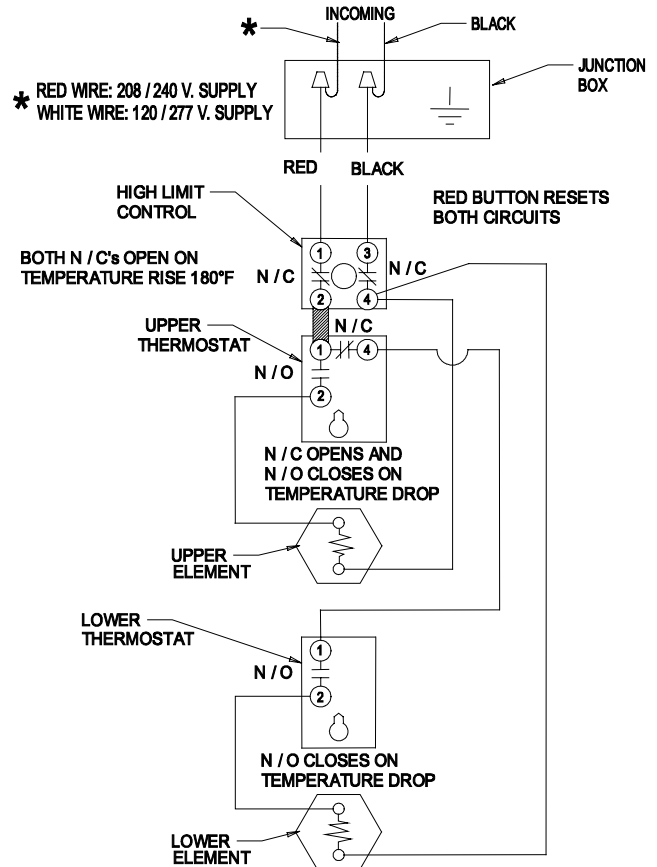 INCOMING
*
BLACK
JUNCTION
BOX
* RED WIRE: 208 / 240 V. SUPPLY
WHITE WIRE: 120 / 277 V. SUPPLY
RED
BLACK
HIGH LIMIT
CONTROL
RED BUTTON RESETS
BOTH CIRCUITS
BOTH N / C's OPEN ON
TEMPERATURE RISE 180°F
1
3
N / C
N / C
2
4
UPPER
THERMOSTAT
N / C
1
4
N / O
2
N / C OPENS AND
N / O CLOSES ON
TEMPERATURE DROP
UPPER
ELEMENT
LOWER
THERMOSTAT
1
N / O
2
N / O CLOSES ON
TEMPERATURE DROP
LOWER
ELEMENT